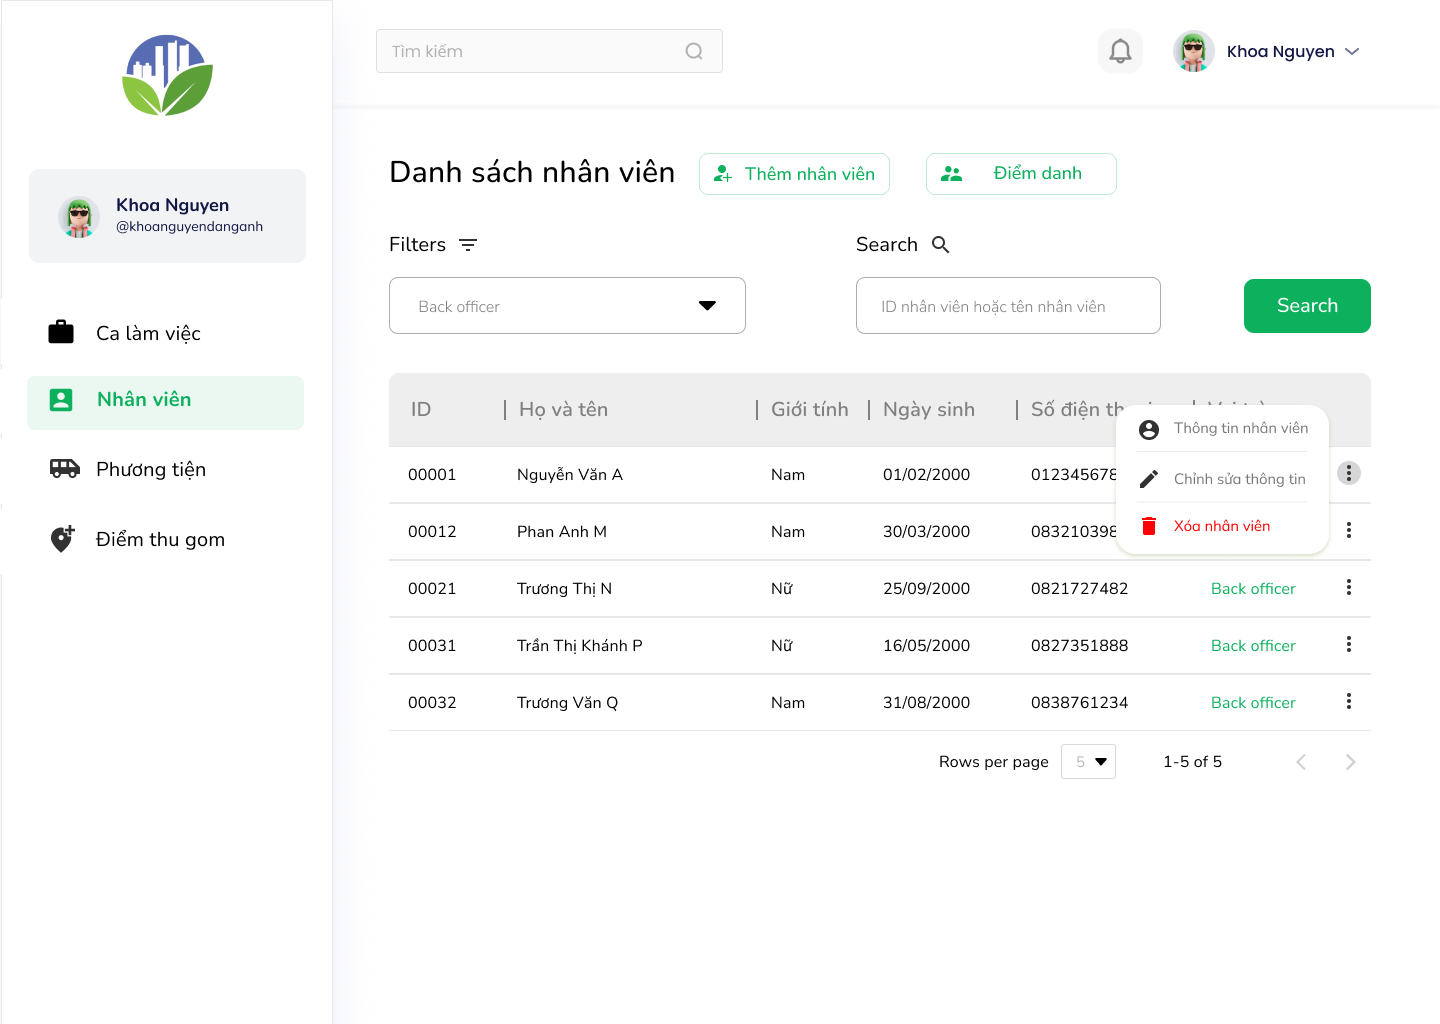 Tìm kiếm
Khoa Nguyen
Khoa Nguyen
@khoanguyendanganh
Ca làm việc
Nhân viên
Phương tiện
Điểm thu gom
Danh sách nhân viên
Thêm nhân viên
Điểm danh
Filters
Search
Back officer
ID nhân viên hoặc tên nhân viên
Search
ID Họ và tên Giới tính Ngày sinh Số điện
00001 Nguyễn Văn A Nam 01/02/2000 012345678
00012 Phan Anh M Nam 30/03/2000 083210398
00021 Trương Thị N Nữ 25/09/2000 0821727482 Back officer
00031 Trần Thị Khánh P Nữ 16/05/2000 0827351888 Back officer
00032 Trương Văn Q Nam 31/08/2000 0838761234 Back officer
Thông tin nhân viên
Chỉnh sửa thông tin
Xóa nhân viên
Rows per page 5 1-5 of 5